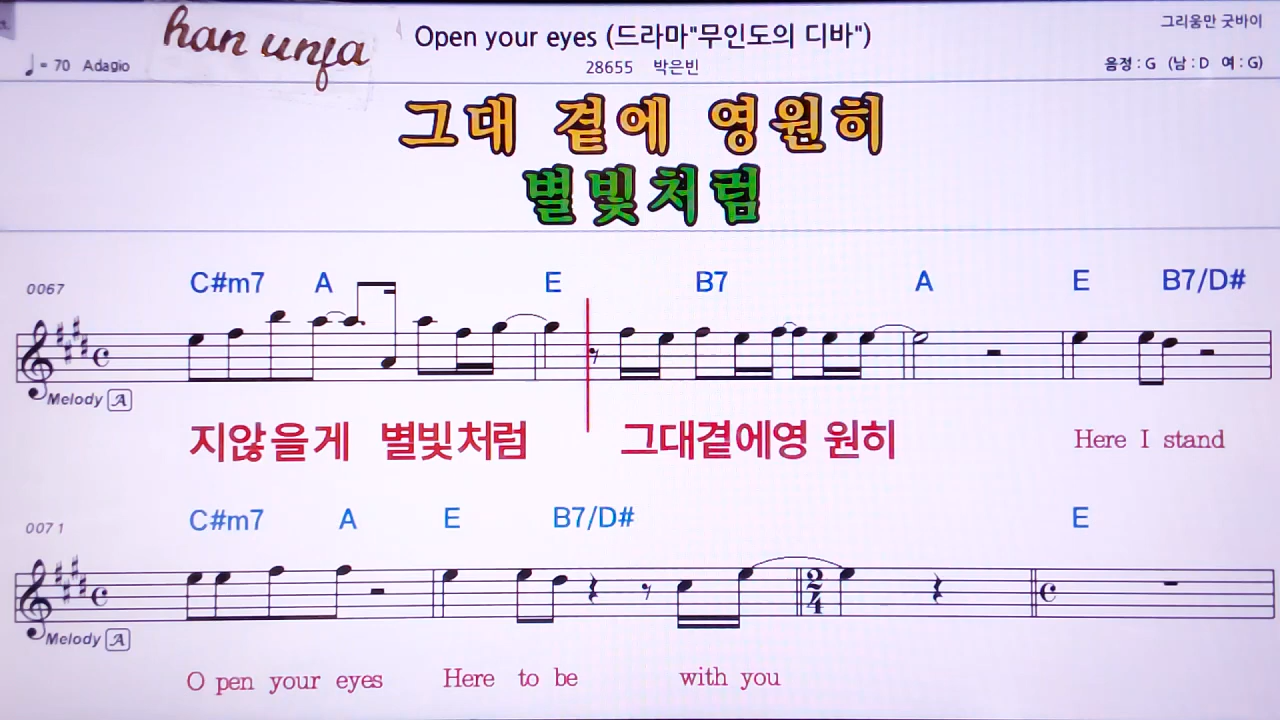 han unja
Open your eyes (드라마"무인도의 디바")
그리움만 굿바이
♩= 70 Adagio
28655 박은빈
음정 : G (남 : D 여 : G)
그대 곁에 영원히
별빛처럼
0067
C#m7 A E B7 A E B7/D#
Melody A
지않을게 별빛처럼 그대곁에영 원히 Here I stand
0071
C#m7 A E B7/D# E
2/4
Melody A
O pen your eyes Here to be with you